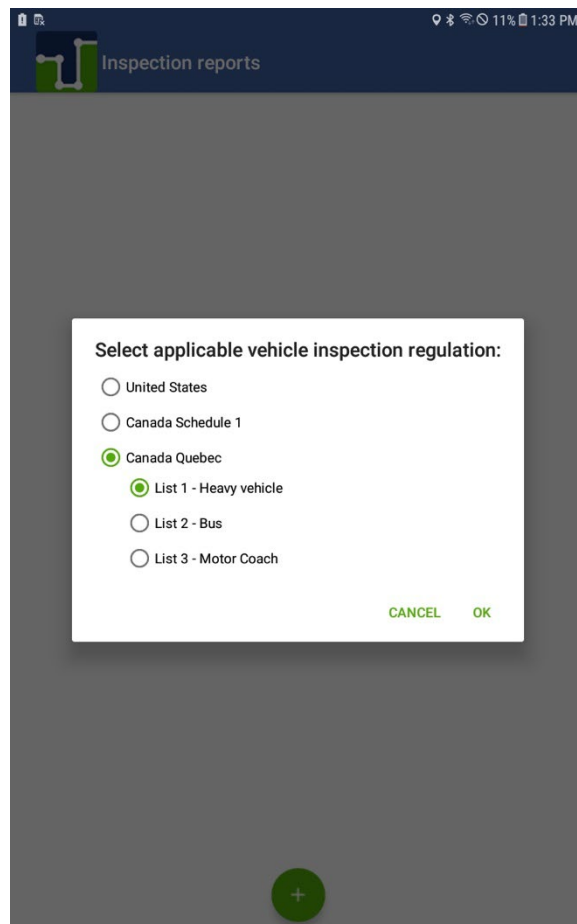 11% 1:33 PM
Inspection reports
Select applicable vehicle inspection regulation:
United States
Canada Schedule 1
Canada Quebec
List 1 - Heavy vehicle
List 2 - Bus
List 3 - Motor Coach
CANCEL OK
+